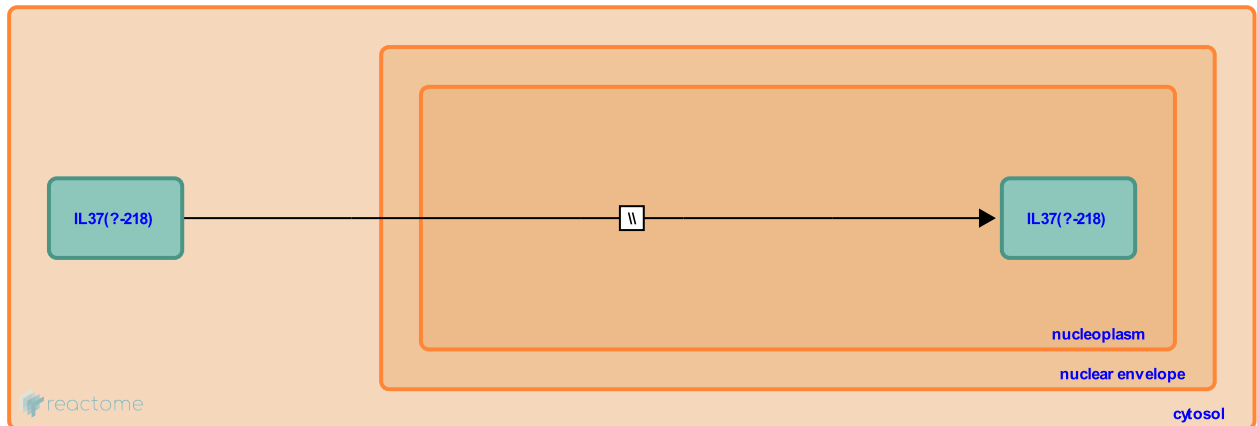 IL37(?-218)
\\
IL37(?-218)
nucleoplasm
nuclear envelope
reactome
cytosol